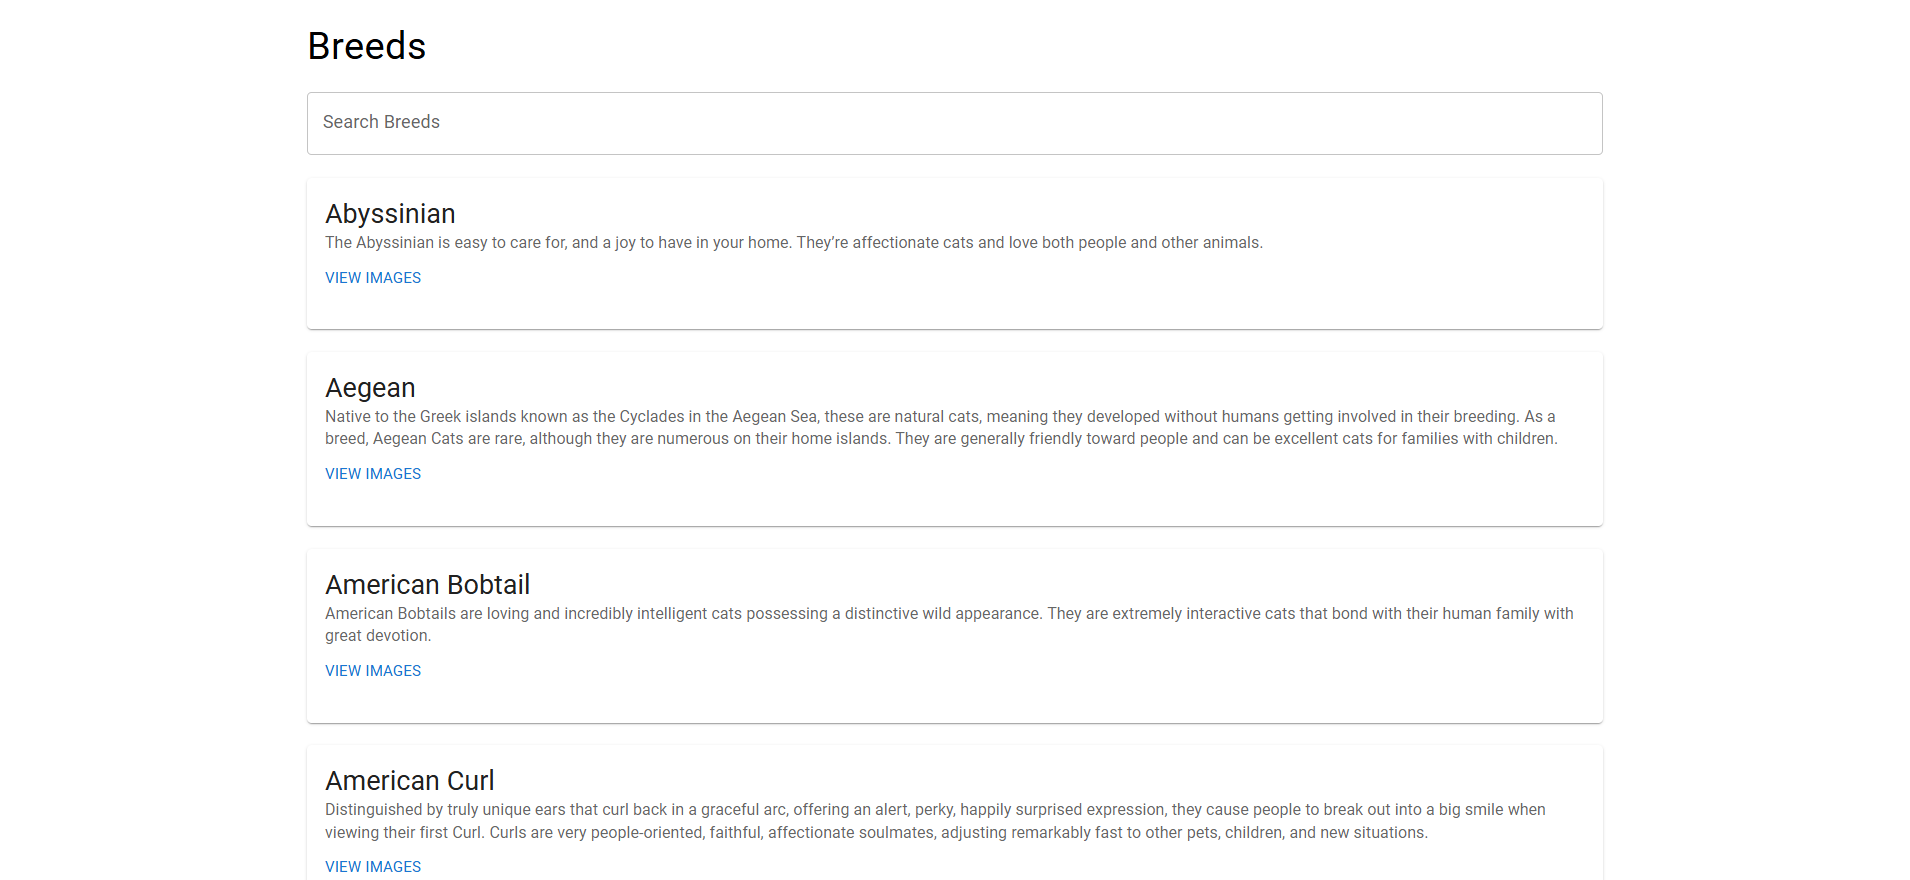 Breeds
Search Breeds
Abyssinian
The Abyssinian is easy to care for, and a joy to have in your home. They’re affectionate cats and love both people and other animals.
VIEW IMAGES
Aegean
Native to the Greek islands known as the Cyclades in the Aegean Sea, these are natural cats, meaning they developed without humans getting involved in their breeding. As a
breed, Aegean Cats are rare, although they are numerous on their home islands. They are generally friendly toward people and can be excellent cats for families with children.
VIEW IMAGES
American Bobtail
American Bobtails are loving and incredibly intelligent cats possessing a distinctive wild appearance. They are extremely interactive cats that bond with their human family with
great devotion.
VIEW IMAGES
American Curl
Distinguished by truly unique ears that curl back in a graceful arc, offering an alert, perky, happily surprised expression, they cause people to break out into a big smile when
viewing their first Curl. Curls are very people-oriented, faithful, affectionate soulmates, adjusting remarkably fast to other pets, children, and new situations.
VIEW IMAGES